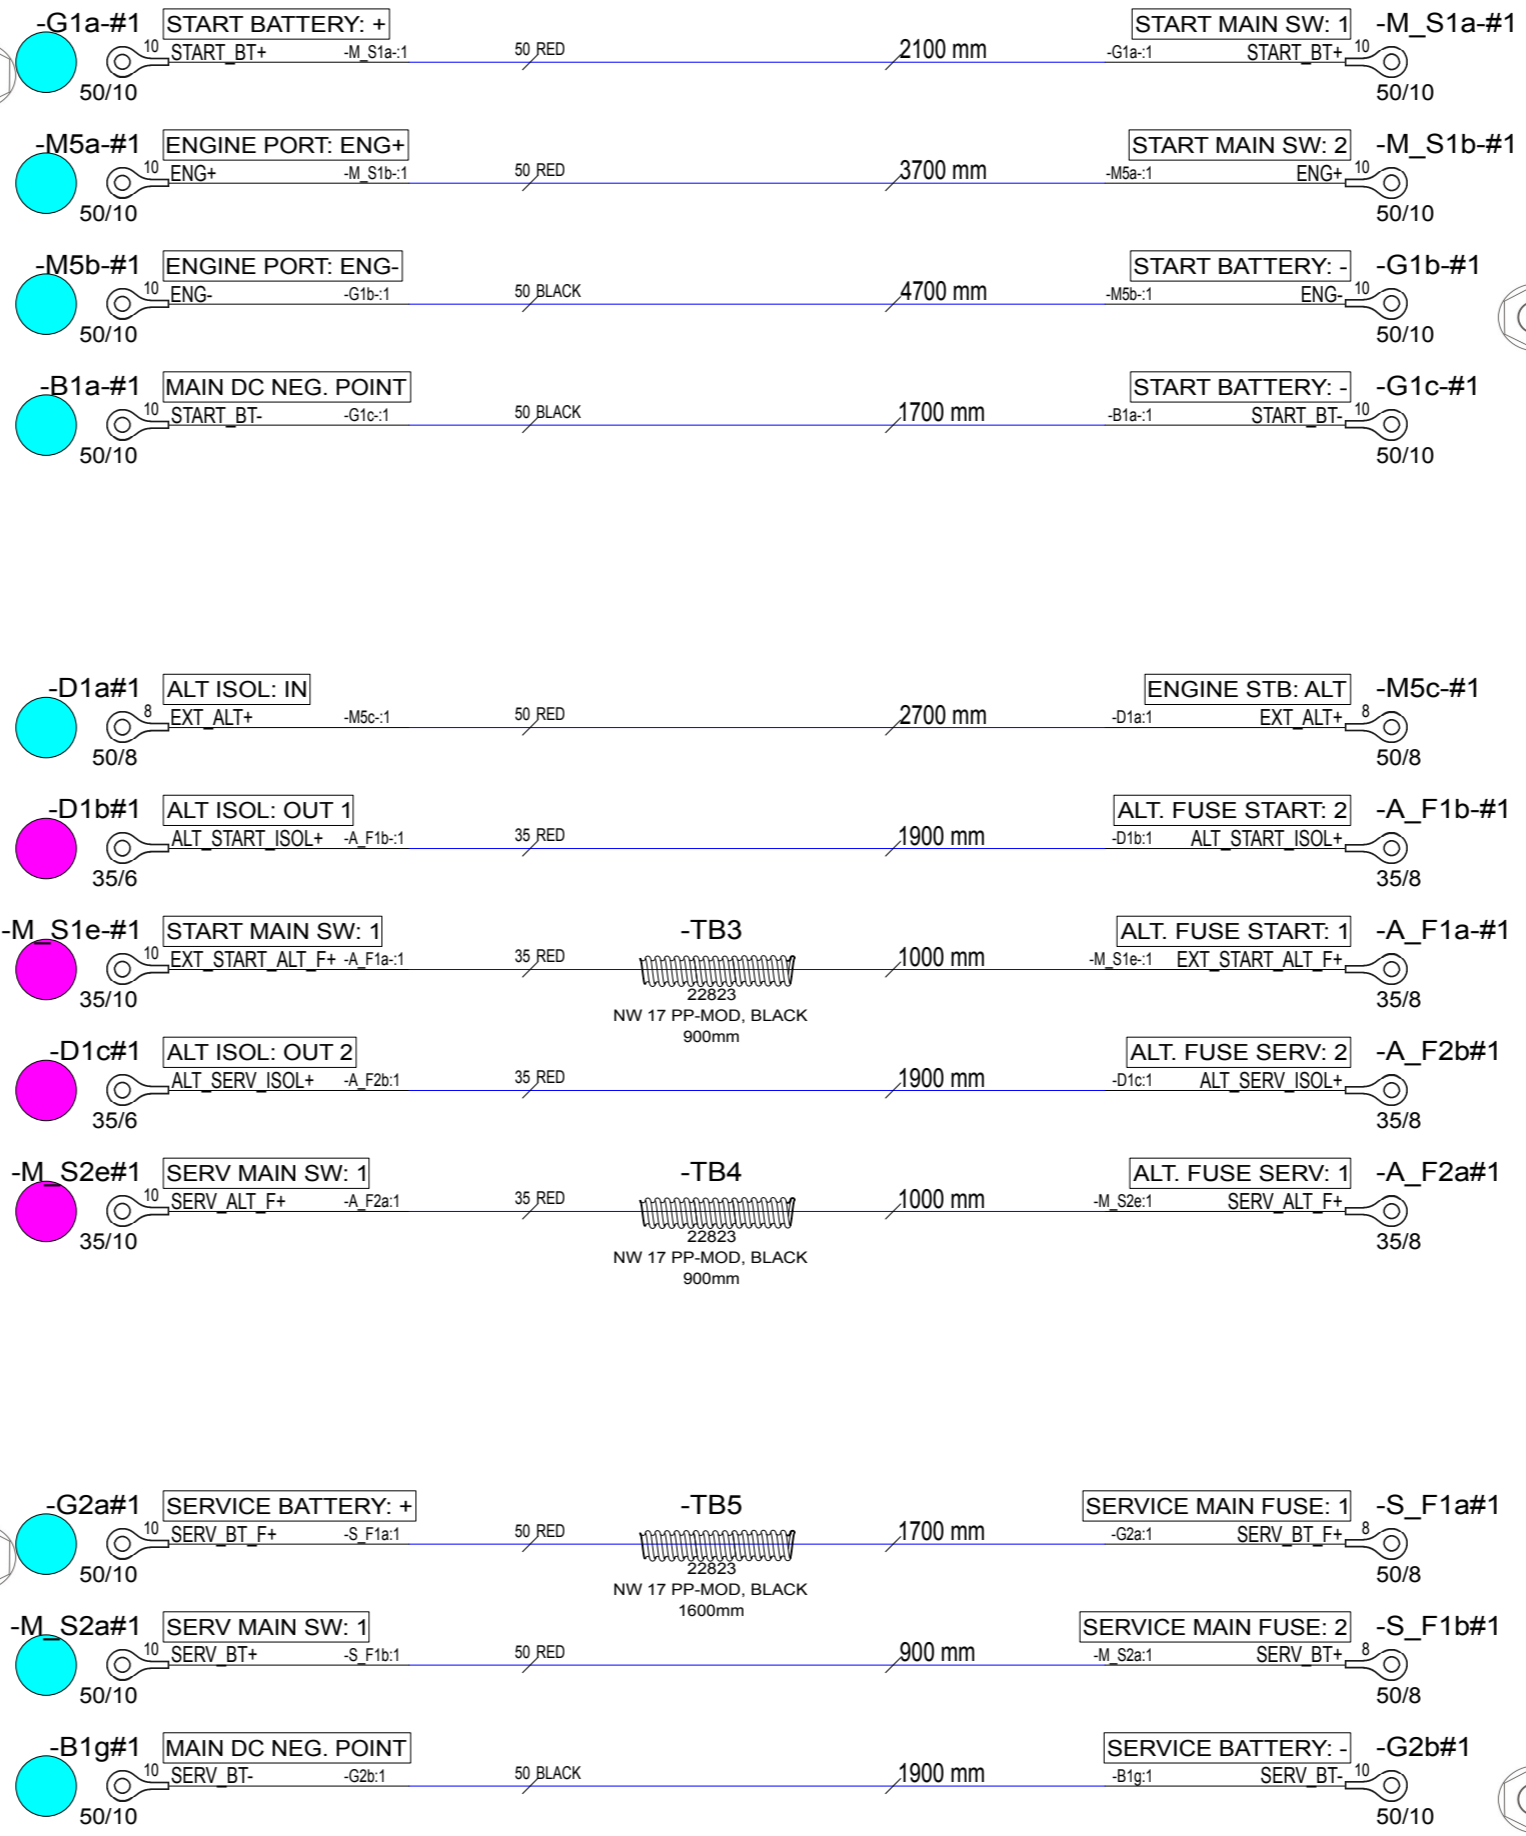 -G1a-#1 START BATTERY: + START MAIN SW: 1 -M_S1a-#1
10 START_BT+ -M_S1a-:1 50 RED 2100 mm -G1a-:1 START_BT+ 10
50/10 50/10
-M5a-#1 ENGINE PORT: ENG+ START MAIN SW: 2 -M_S1b-#1
10 ENG+ -M_S1b-:1 50 RED 3700 mm -M5a-:1 ENG+ 10
50/10 50/10
-M5b-#1 ENGINE PORT: ENG- START BATTERY: - -G1b-#1
10 ENG- -G1b-:1 50 BLACK 4700 mm -M5b-:1 ENG- 10
50/10 50/10
-B1a-#1 MAIN DC NEG. POINT START BATTERY: - -G1c-#1
10 START_BT- -G1c-:1 50 BLACK 1700 mm -B1a-:1 START_BT- 10
50/10 50/10
-D1a#1 ALT ISOL: IN ENGINE STB: ALT -M5c-#1
8 EXT_ALT+ -M5c-:1 50 RED 2700 mm -D1a:1 EXT_ALT+ 8
50/8 50/8
-D1b#1 ALT ISOL: OUT 1 ALT. FUSE START: 2 -A_F1b-#1
ALT_START_ISOL+ -A_F1b-:1 35 RED 1900 mm -D1b:1 ALT_START_ISOL+
35/6 35/8
-M_S1e-#1 START MAIN SW: 1 -TB3 ALT. FUSE START: 1 -A_F1a-#1
10 EXT_START_ALT_F+ -A_F1a-:1 35 RED 1000 mm -M_S1e-:1 EXT_START_ALT_F+
35/10 22823 35/8
NW 17 PP-MOD, BLACK
900mm
-D1c#1 ALT ISOL: OUT 2 ALT. FUSE SERV: 2 -A_F2b#1
ALT_SERV_ISOL+ -A_F2b:1 35 RED 1900 mm -D1c:1 ALT_SERV_ISOL+
35/6 35/8
-M_S2e#1 SERV MAIN SW: 1 -TB4 ALT. FUSE SERV: 1 -A_F2a#1
10 SERV_ALT_F+ -A_F2a:1 35 RED 1000 mm -M_S2e:1 SERV_ALT_F+
35/10 22823 35/8
NW 17 PP-MOD, BLACK
900mm
-G2a#1 SERVICE BATTERY: + -TB5 SERVICE MAIN FUSE: 1 -S_F1a#1
10 SERV_BT_F+ -S_F1a:1 50 RED 1700 mm -G2a:1 SERV_BT_F+ 8
50/10 22823 50/8
NW 17 PP-MOD, BLACK
1600mm
-M_S2a#1 SERV MAIN SW: 1 SERVICE MAIN FUSE: 2 -S_F1b#1
10 SERV_BT+ -S_F1b:1 50 RED 900 mm -M_S2a:1 SERV_BT+ 8
50/10 50/8
-B1g#1 MAIN DC NEG. POINT SERVICE BATTERY: - -G2b#1
10 SERV_BT- -G2b:1 50 BLACK 1900 mm -B1g:1 SERV_BT- 10
50/10 50/10